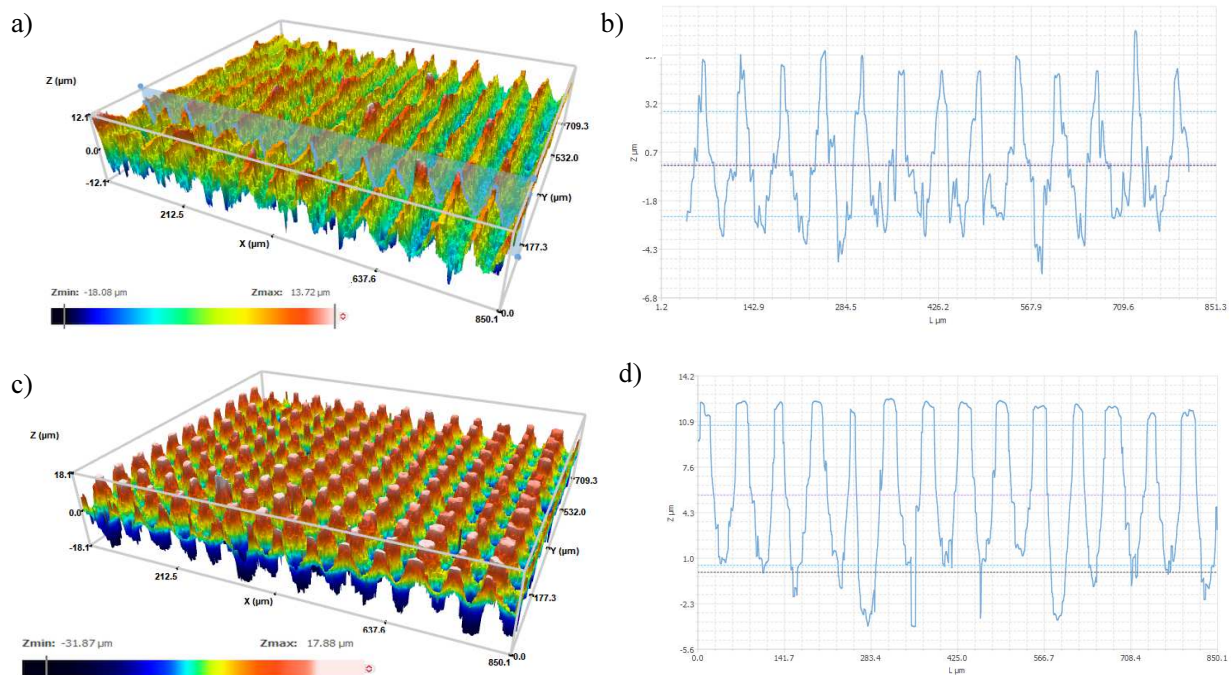 a)
Z (µm)
12.1
0.0
-12.1
212.5
X (µm)
637.6
850.1
0.0
177.3
Y (µm)
532.0
709.3
Zmin: -18.08 µm Zmax: 13.72 µm
b)
3.2
0.7
-1.8
-4.3
-6.8
Z µm
1.2 142.9 284.5 426.2 567.9 709.6 851.3
L µm
c)
Z (µm)
18.1
0.0
-18.1
212.5
X (µm)
637.6
850.1
0.0
177.3
Y (µm)
532.0
709.3
Zmin: -31.87 µm Zmax: 17.88 µm
d)
14.2
10.9
7.6
4.3
1.0
-2.3
-5.6
Z µm
0.0 141.7 283.4 425.0 566.7 708.4 850.1
L µm